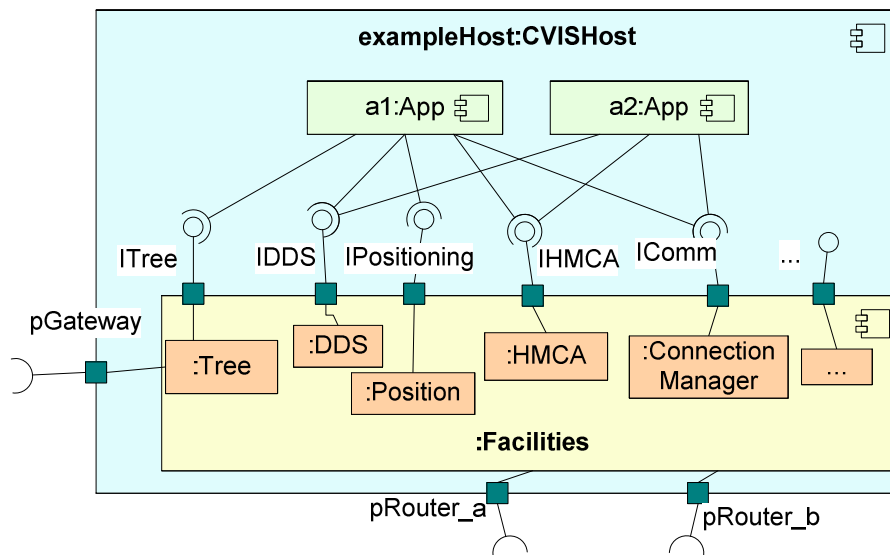 exampleHost:CVISHost
a1:App
a2:App
ITree
IDDS
IPositioning
IHMCA
IComm
...
pGateway
:Tree
:DDS
:Position
:HMCA
:Connection
Manager
...
:Facilities
pRouter_a
pRouter_b